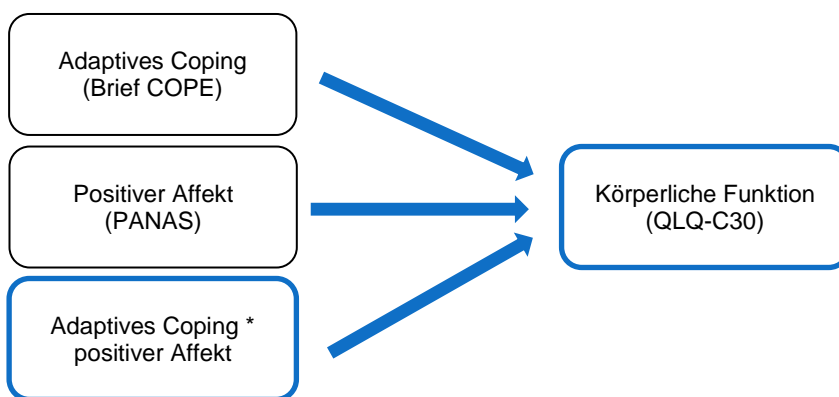 Adaptives Coping
(Brief COPE)
Positiver Affekt
(PANAS)
Adaptives Coping *
positiver Affekt
Körperliche Funktion
(QLQ-C30)